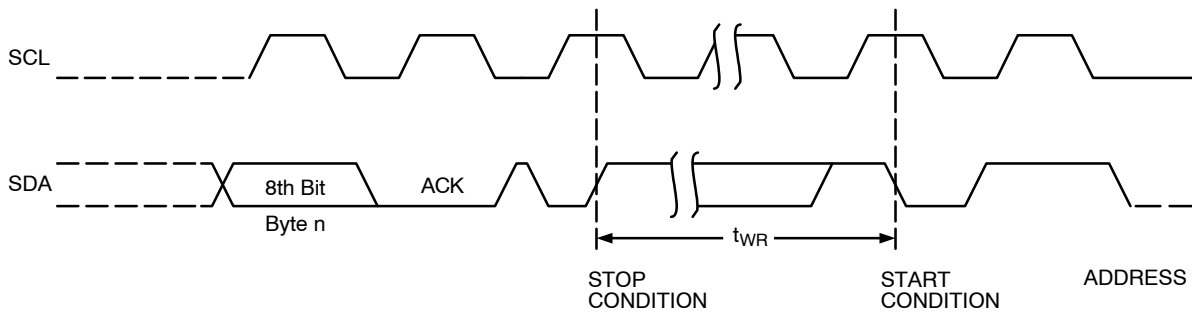 SCL
SDA
8th Bit
ACK
Byte n
tWR
STOP
CONDITION
START
CONDITION
ADDRESS